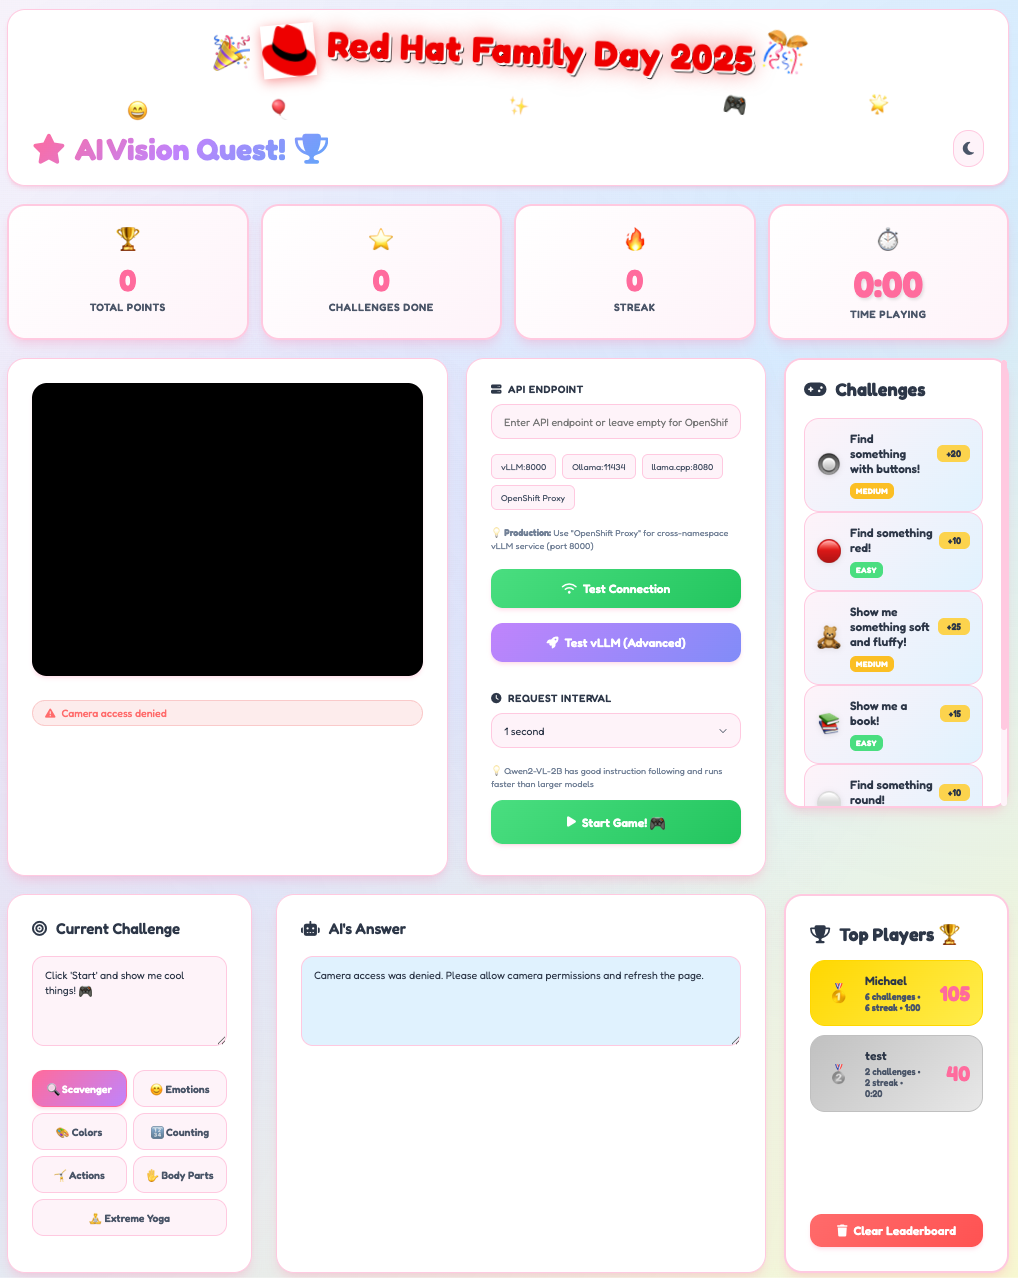 Red Hat Family Day 2025
AI Vision Quest!
0
TOTAL POINTS
0
CHALLENGES DONE
0
STREAK
0:00
TIME PLAYING
Camera access denied
API ENDPOINT
Enter API endpoint or leave empty for OpenShif
vLLM:8000
Ollama:11434
llama.cpp:8080
OpenShift Proxy
Production: Use "OpenShift Proxy" for cross-namespace
vLLM service (port 8000)
Test Connection
Test vLLM (Advanced)
REQUEST INTERVAL
1 second
Qwen2-VL-2B has good instruction following and runs
faster than larger models
Start Game!
Challenges
Find
something
with buttons!
+20
MEDIUM
Find something
red!
+10
EASY
Show me
something soft
and fluffy!
+25
MEDIUM
Show me a
book!
+15
EASY
Find something
round!
+10
Current Challenge
Click 'Start' and show me cool
things!
Scavenger
Emotions
Colors
Counting
Actions
Body Parts
Extreme Yoga
AI's Answer
Camera access was denied. Please allow camera permissions and refresh the page.
Top Players
Michael
6 challenges •
6 streak • 1:00
105
test
2 challenges •
2 streak •
0:20
40
Clear Leaderboard